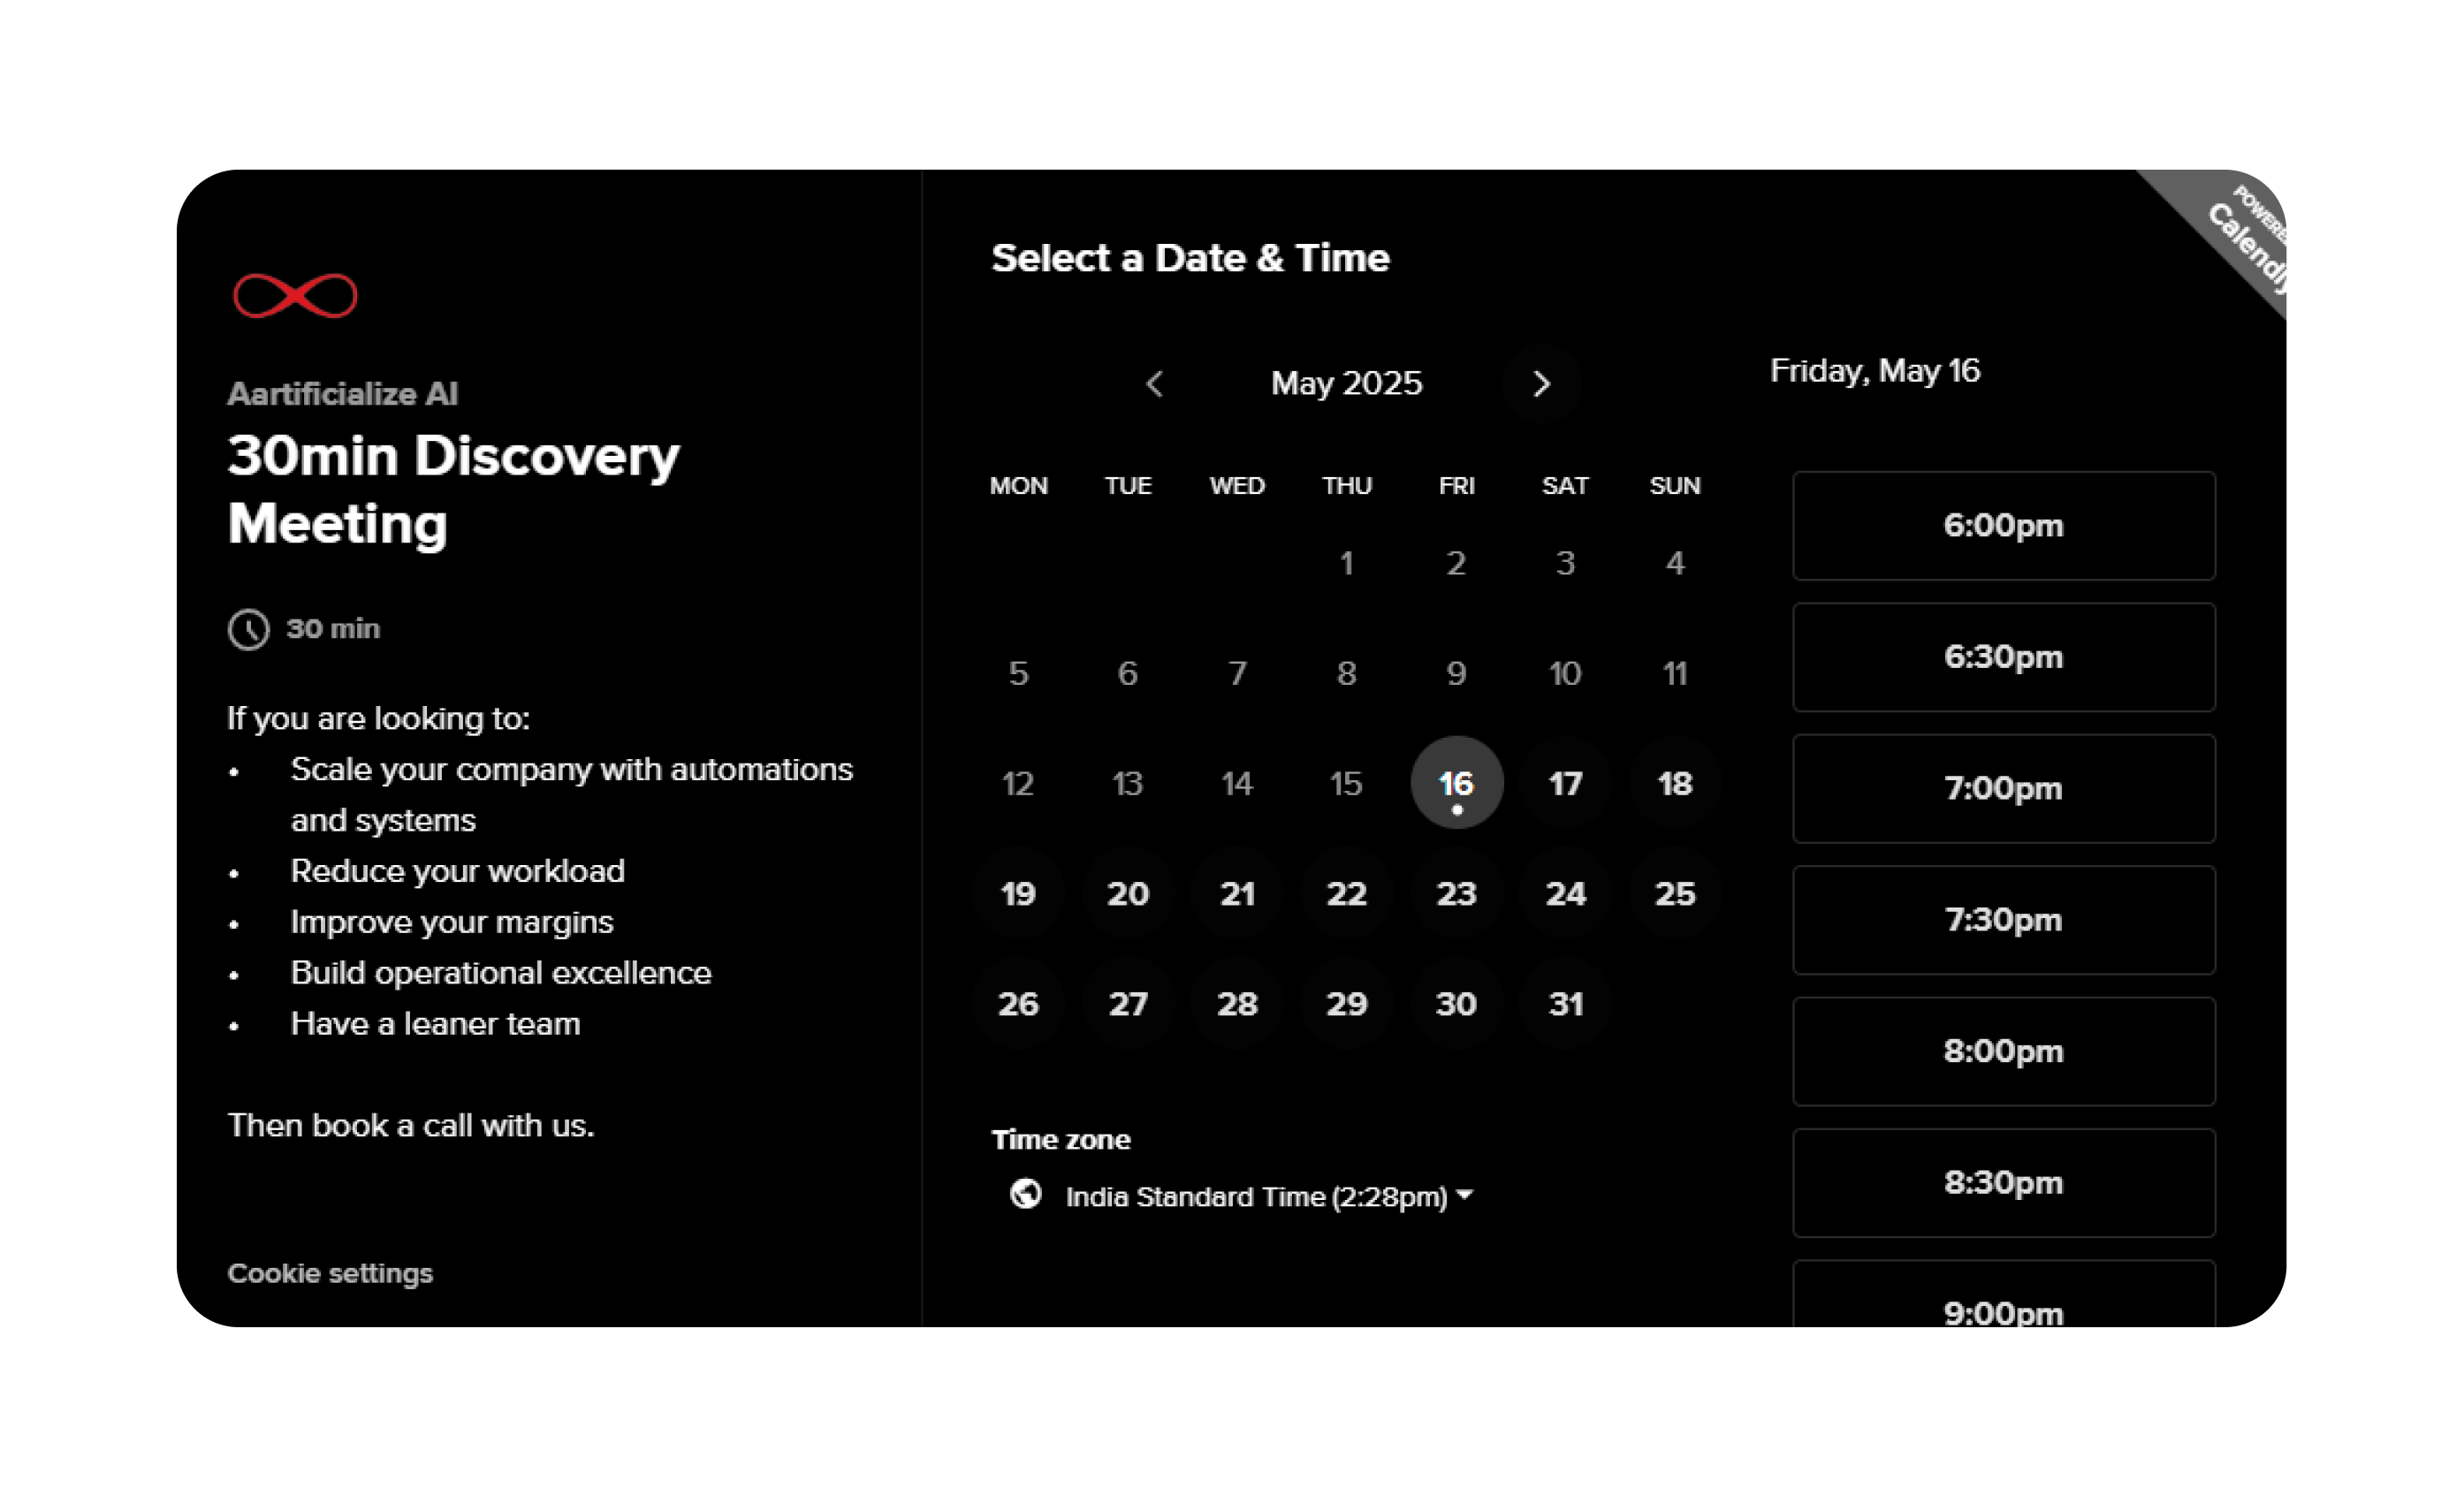 Aartificialize AI
30min Discovery
Meeting
30 min
If you are looking to:
• Scale your company with automations
and systems
• Reduce your workload
• Improve your margins
• Build operational excellence
• Have a leaner team
Then book a call with us.
Cookie settings
Select a Date & Time
May 2025
MON TUE WED THU FRI SAT SUN
1 2 3 4
5 6 7 8 9 10 11
12 13 14 15 16 17 18
19 20 21 22 23 24 25
26 27 28 29 30 31
Time zone
India Standard Time (2:28pm)
Friday, May 16
6:00pm
6:30pm
7:00pm
7:30pm
8:00pm
8:30pm
9:00pm
Calendly